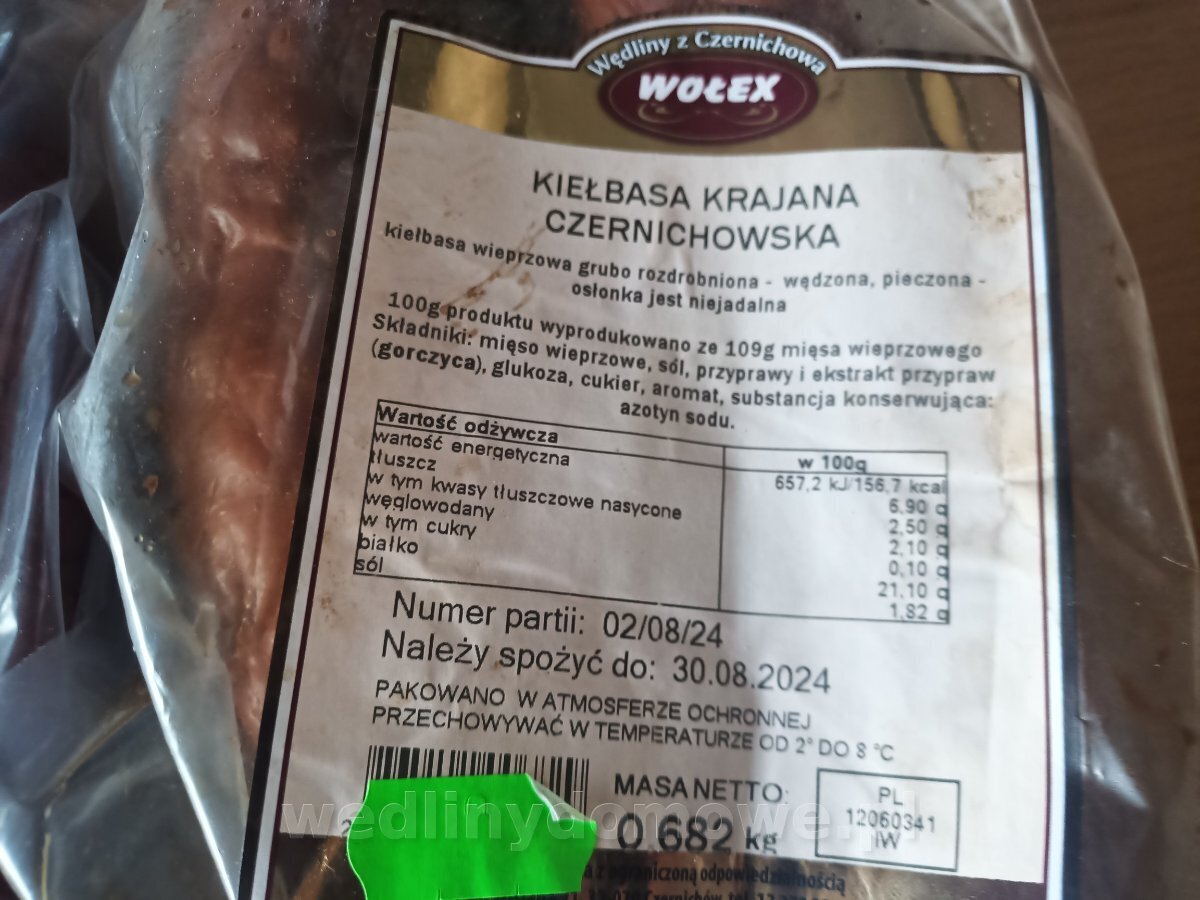 Wędliny z Czernichowa
WOŁEX
KIEŁBASA KRAJANA
CZERNICHOWSKA
kiełbasa wieprzowa grubo rozdrobniona - wędzona, pieczona -
osłonka jest niejadalna
100g produktu wyprodukowano ze 109g mięsa wieprzowego
Składniki: mięso wieprzowe, sól, przyprawy i ekstrakt przypraw
(gorczyca), glukoza, cukier, aromat, substancja konserwująca:
azotyn sodu.
Wartość odżywcza w 100g
wartość energetyczna 657,2 kJ/156,7 kcal
tłuszcz 6,90 g
w tym kwasy tłuszczowe nasycone 2,50 g
węglowodany 2,10 g
w tym cukry 0,10 g
białko 21,10 g
sól 1,82 g
Numer partii: 02/08/24
Należy spożyć do: 30.08.2024
PAKOWANO W ATMOSFERZE OCHRONNEJ
PRZECHOWYWAĆ W TEMPERATURZE OD 2° DO 8 °C
MASA NETTO:
0.682 kg
PL
12060341
IW
wedlinydomowe.pl
z ograniczoną odpowiedzialnością